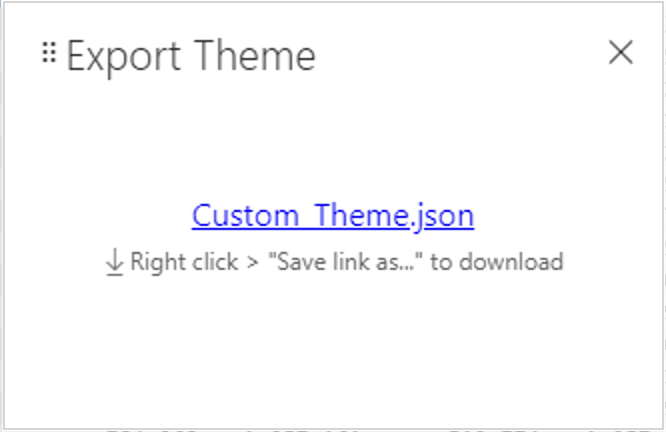 Export Theme
Custom_Theme.json
Right click > "Save link as..." to download